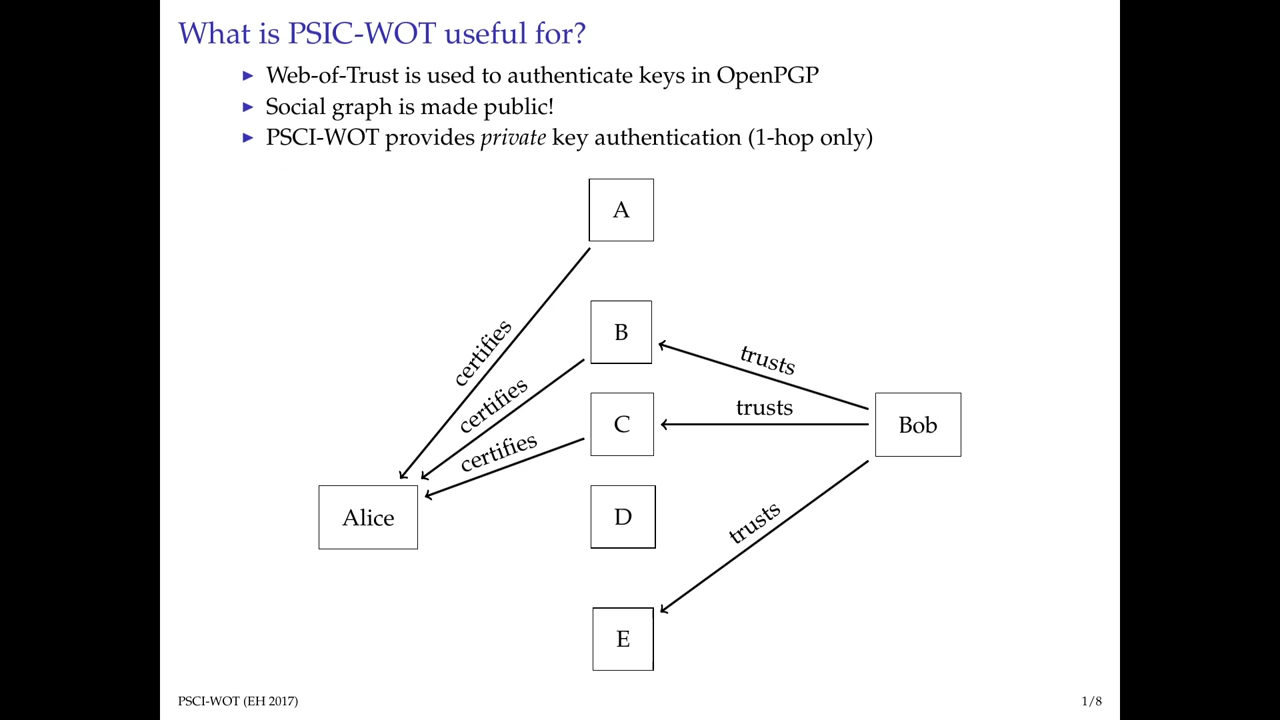 What is PSIC-WOT useful for?
▶ Web-of-Trust is used to authenticate keys in OpenPGP
▶ Social graph is made public!
▶ PSCI-WOT provides private key authentication (1-hop only)
A
certifies
B
trusts
certifies
C
trusts
Bob
certifies
Alice
D
trusts
E
PSCI-WOT (EH 2017)
1/8